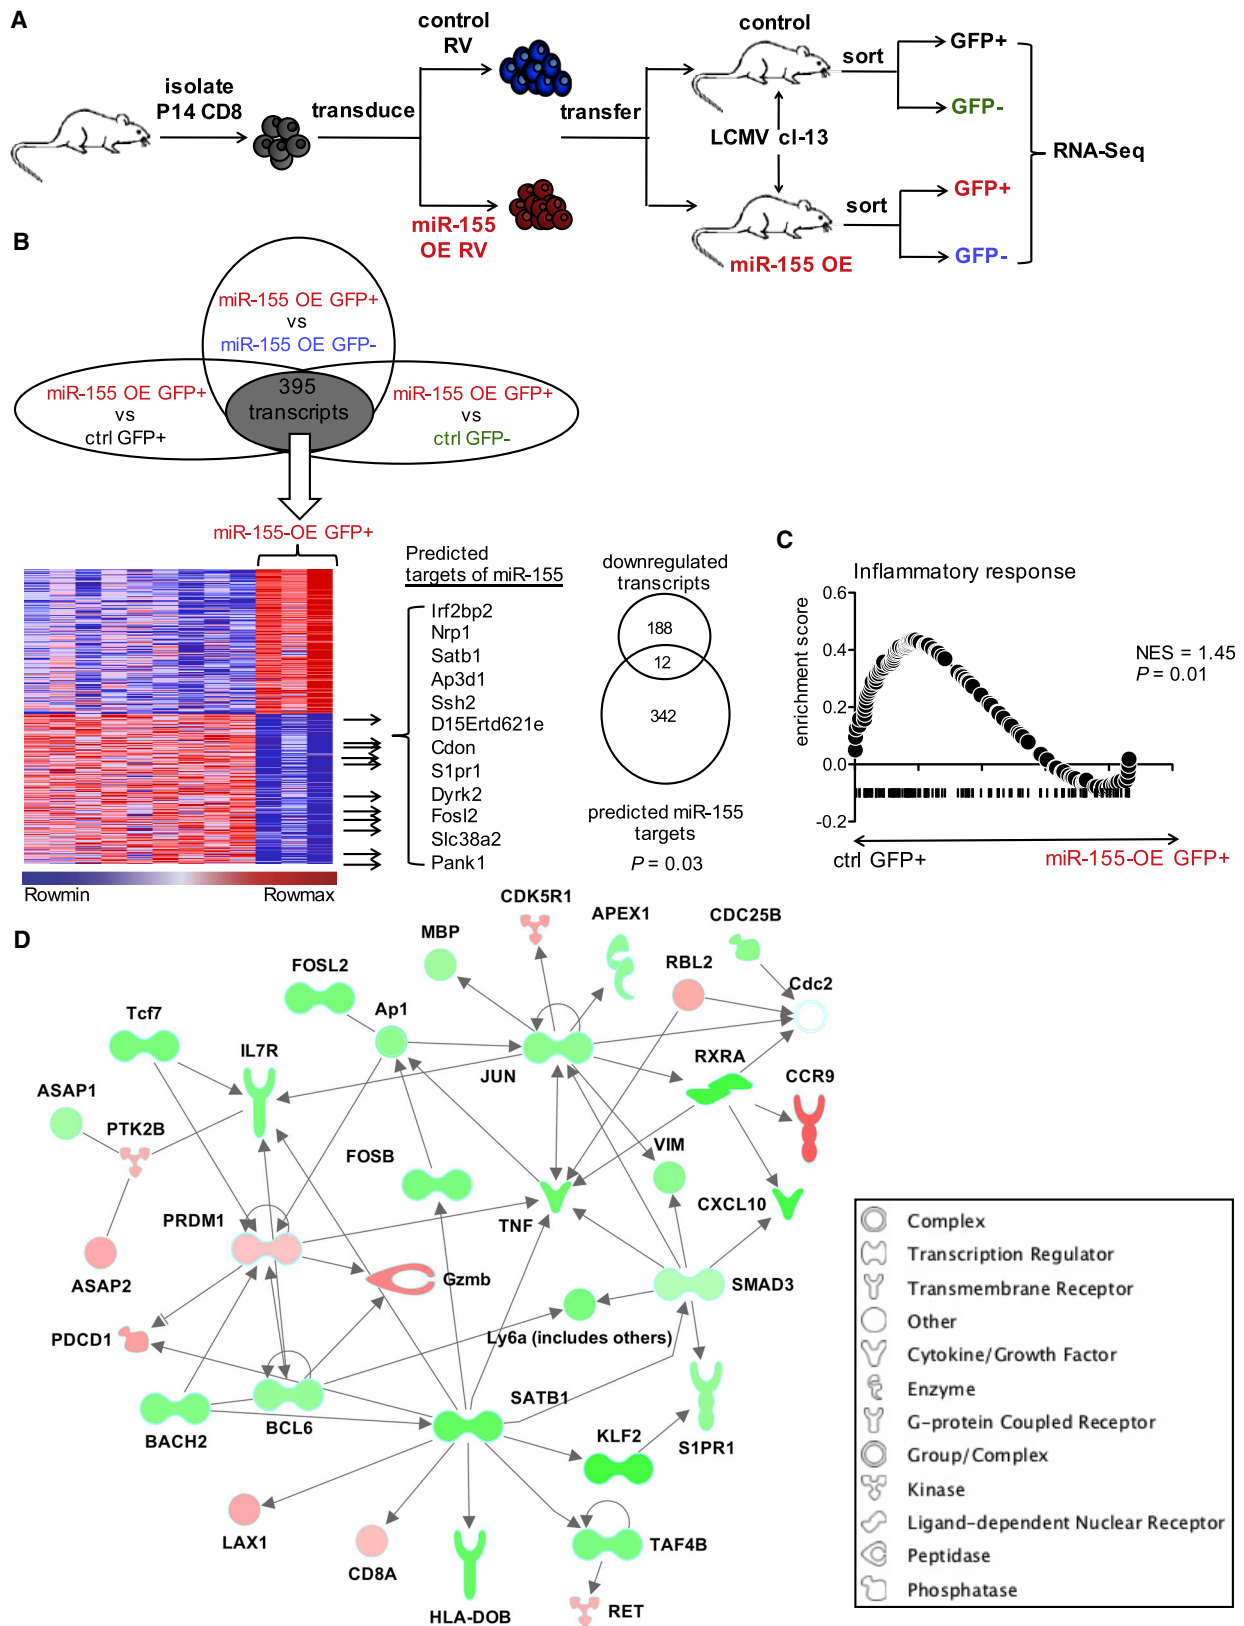 A
isolate
P14 CD8
transduce
control
RV
miR-155
OE RV
transfer
control
LCMV cl-13
miR-155 OE
sort
GFP+
GFP-
sort
GFP+
GFP-
RNA-Seq
B
miR-155 OE GFP+
vs
miR-155 OE GFP-
miR-155 OE GFP+
vs
ctrl GFP+
395
transcripts
miR-155 OE GFP+
vs
ctrl GFP-
miR-155-OE GFP+
Rowmin
Rowmax
Predicted
targets of miR-155
Irf2bp2
Nrp1
Satb1
Ap3d1
Ssh2
D15Ertd621e
Cdon
S1pr1
Dyrk2
Fosl2
Slc38a2
Pank1
downregulated
transcripts
188
12
342
predicted miR-155
targets
P = 0.03
C
Inflammatory response
enrichment score
0.6
0.4
0.2
0.0
-0.2
NES = 1.45
P = 0.01
ctrl GFP+
miR-155-OE GFP+
D
CDK5R1
APEX1
CDC25B
MBP
FOSL2
RBL2
Cdc2
Tcf7
Ap1
IL7R
JUN
RXRA
CCR9
ASAP1
PTK2B
FOSB
VIM
CXCL10
PRDM1
TNF
ASAP2
Gzmb
SMAD3
PDCD1
Ly6a (includes others)
BACH2
BCL6
SATB1
KLF2
S1PR1
LAX1
CD8A
HLA-DOB
TAF4B
RET
Complex
Transcription Regulator
Transmembrane Receptor
Other
Cytokine/Growth Factor
Enzyme
G-protein Coupled Receptor
Group/Complex
Kinase
Ligand-dependent Nuclear Receptor
Peptidase
Phosphatase